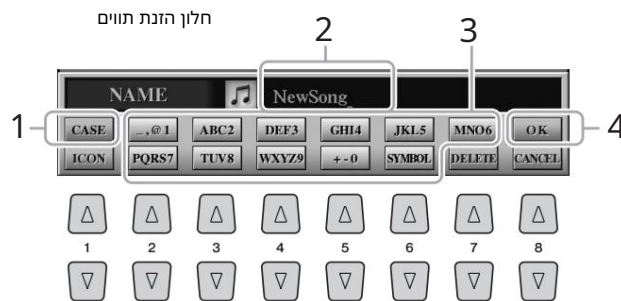 חלון הזנת תווים
2 3
NAME NewSong_
1 CASE _,@1 ABC2 DEF3 GHI4 JKL5 MNO6 OK 4
ICON PQRS7 TUV8 WXYZ9 +-0 SYMBOL DELETE CANCEL
1 2 3 4 5 6 7 8